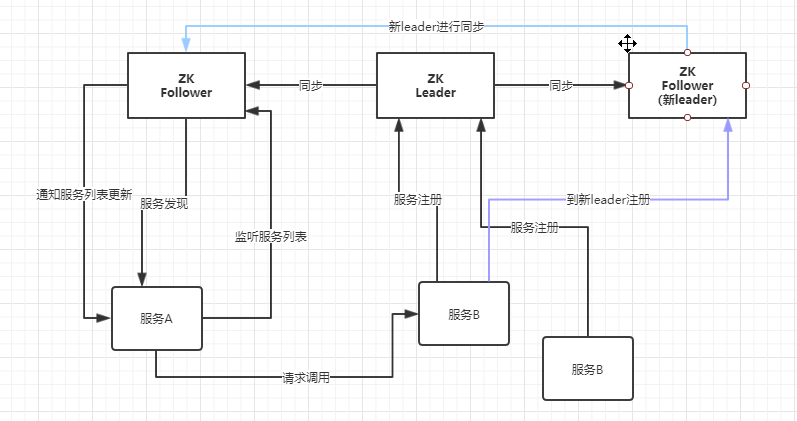 新leader进行同步
ZK
Follower
同步
ZK
Leader
同步
ZK
Follower
(新leader)
通知服务列表更新
服务发现
监听服务列表
服务注册
到新leader注册
服务注册
服务A
服务B
服务B
请求调用